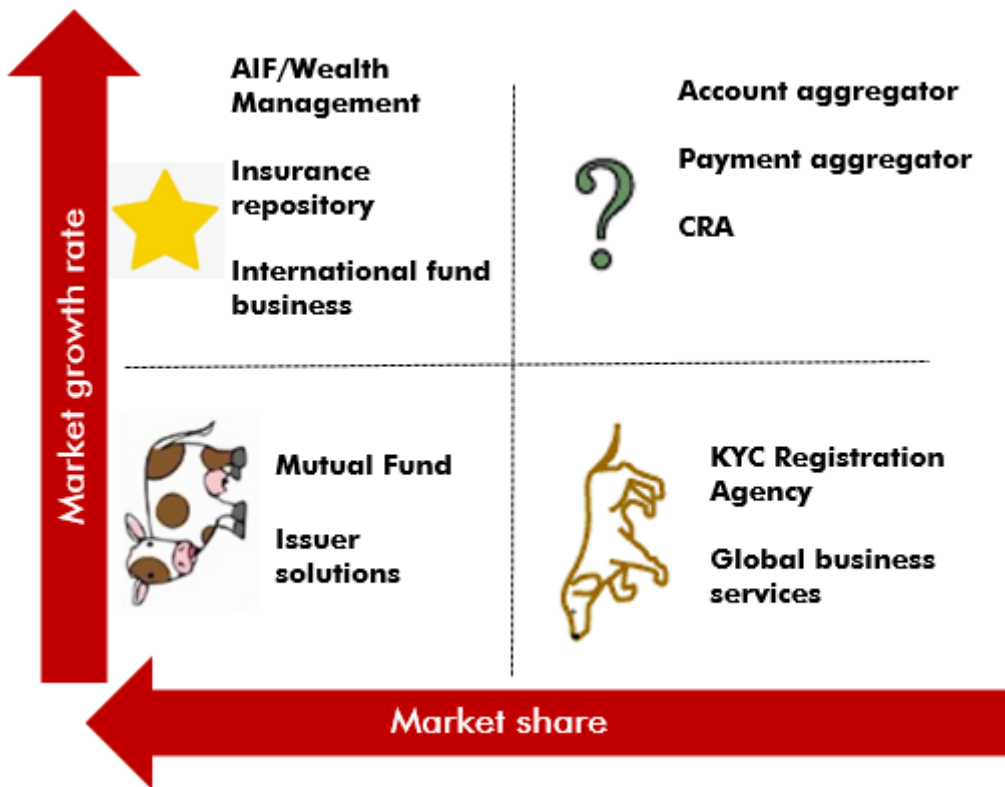 Market growth rate
AIF/Wealth
Management
Insurance
repository
International fund
business
?
Account aggregator
Payment aggregator
CRA
Mutual Fund
Issuer
solutions
KYC Registration
Agency
Global business
services
Market share